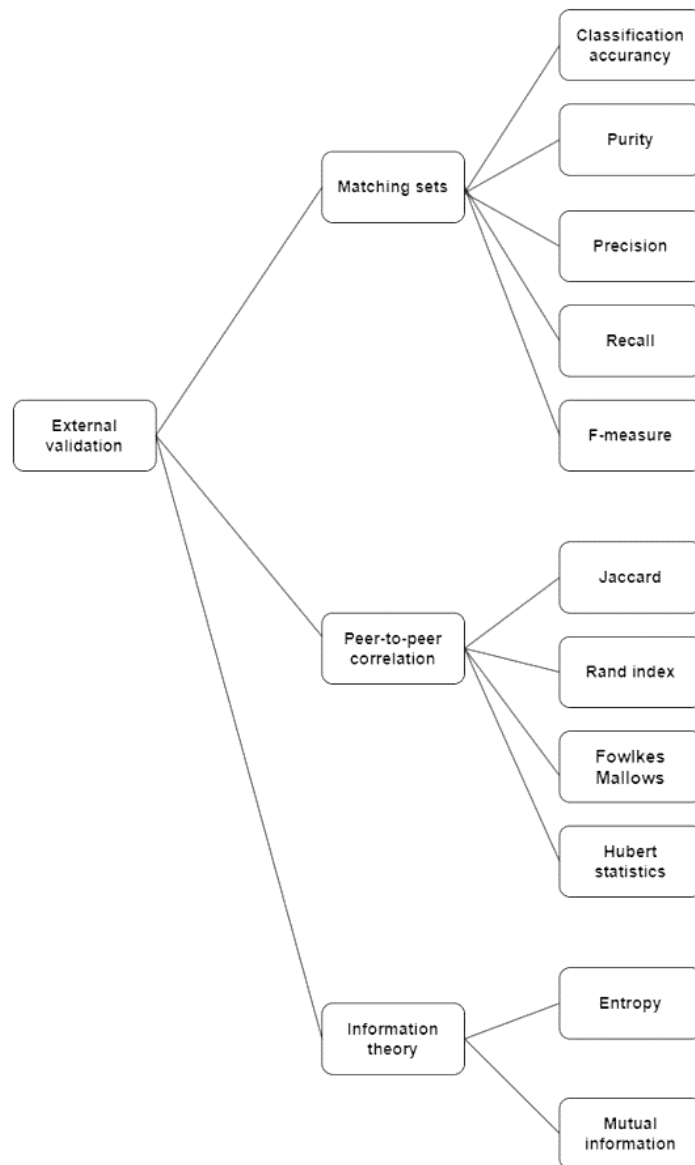 Classification
accurancy
Purity
Matching sets
Precision
Recall
External
validation
F-measure
Jaccard
Peer-to-peer
correlation
Rand index
Fowlkes
Mallows
Hubert
statistics
Information
theory
Entropy
Mutual
information